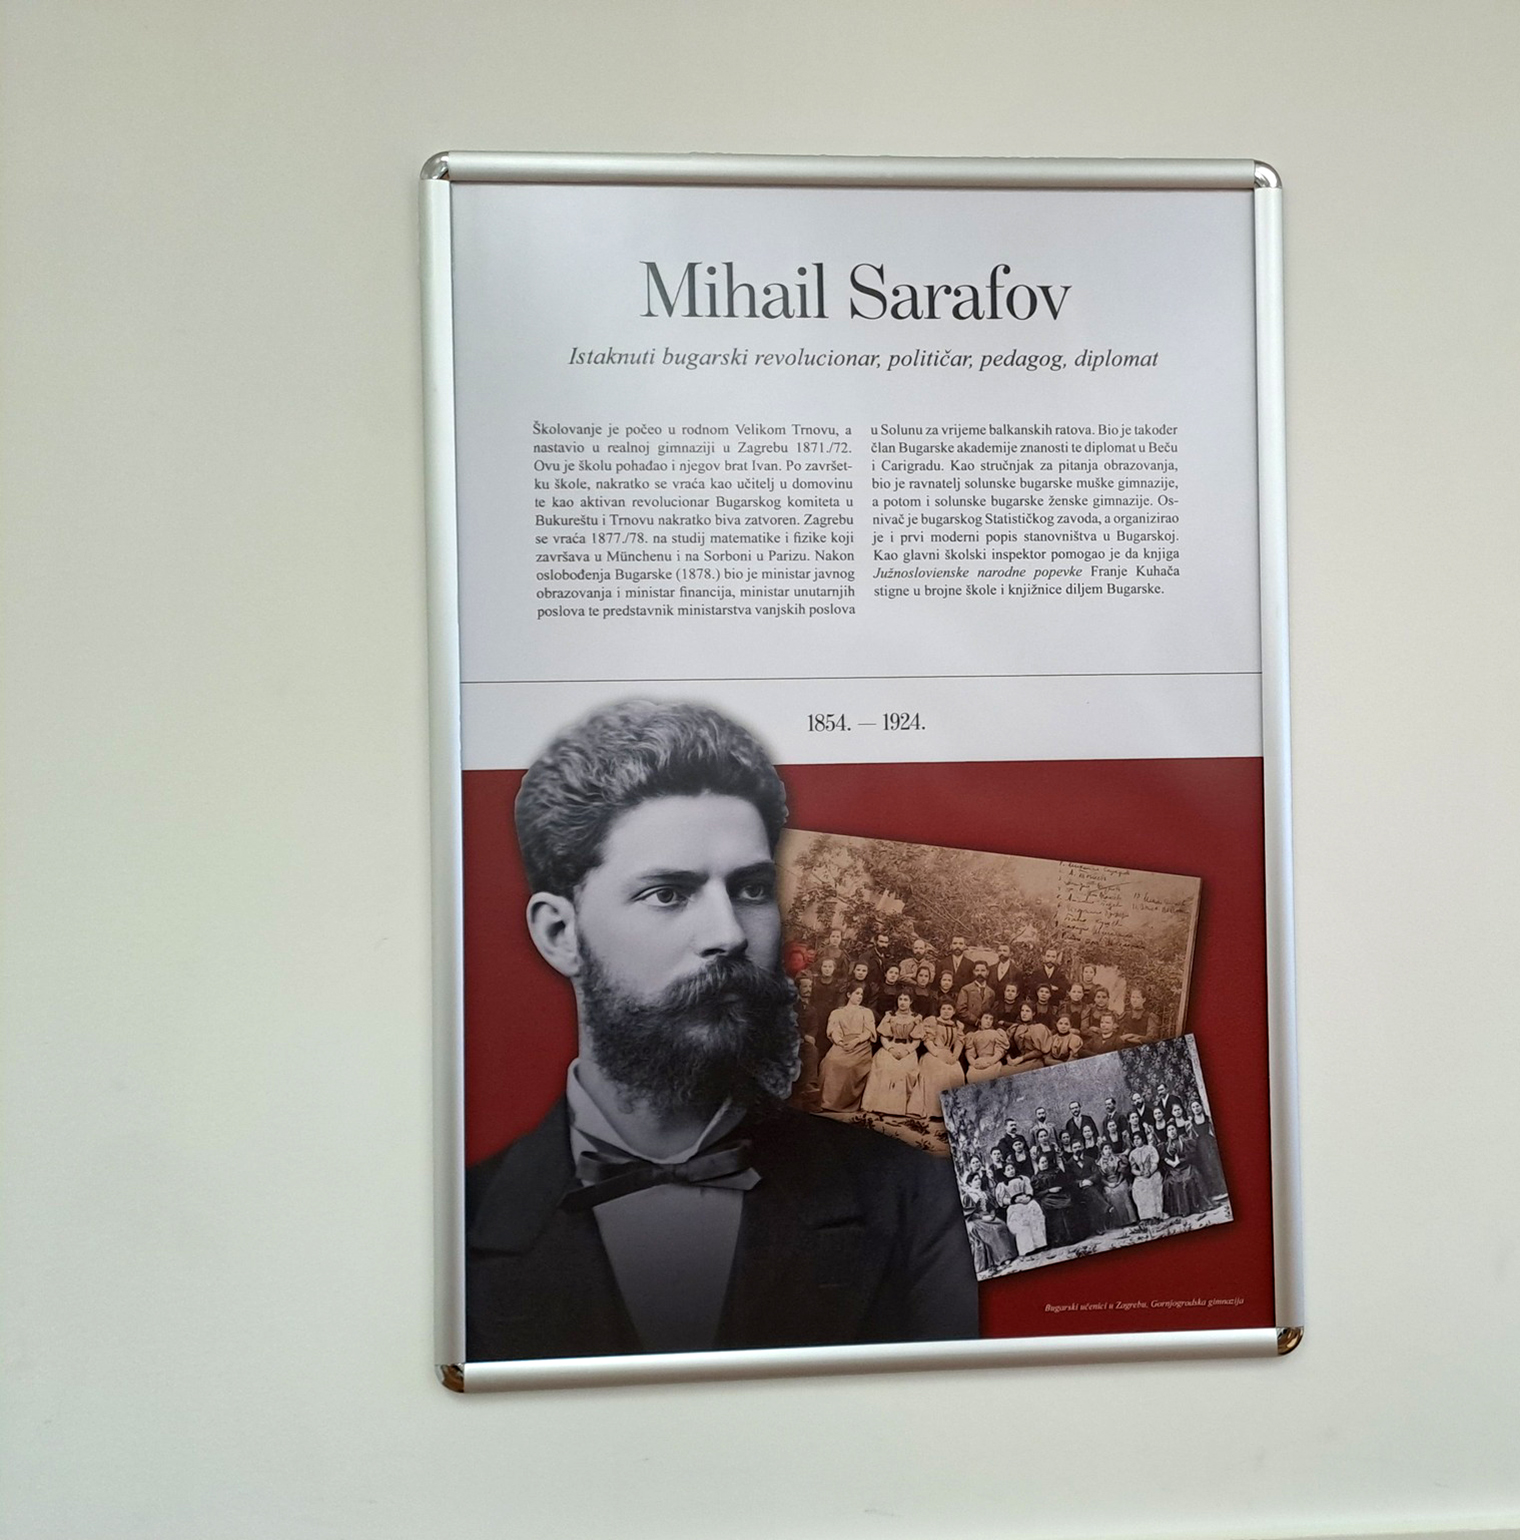 Mihail Sarafov
Istaknuti bugarski revolucionar, političar, pedagog, diplomat
Školovanje je počeo u rodnom Velikom Trnovu, a
nastavio u realnoj gimnaziji u Zagrebu 1871./72.
Ovu je školu pohađao i njegov brat Ivan. Po završet-
ku škole, nakratko se vraća kao učitelj u domovinu
te kao aktivan revolucionar Bugarskog komiteta u
Bukureštu i Trnovu nakratko biva zatvoren. Zagrebu
se vraća 1877./78. na studij matematike i fizike koji
završava u Münchenu i na Sorboni u Parizu. Nakon
oslobođenja Bugarske (1878.) bio je ministar javnog
obrazovanja i ministar financija, ministar unutarnjih
poslova te predstavnik ministarstva vanjskih poslova
u Solunu za vrijeme balkanskih ratova. Bio je također
član Bugarske akademije znanosti te diplomat u Beču
i Carigradu. Kao stručnjak za pitanja obrazovanja,
bio je ravnatelj solunske bugarske muške gimnazije,
a potom i solunske bugarske ženske gimnazije. Os-
nivač je bugarskog Statističkog zavoda, a organizirao
je i prvi moderni popis stanovništva u Bugarskoj.
Kao glavni školski inspektor pomogao je da knjiga
Južnoslovienske narodne popevke Franje Kuhača
stigne u brojne škole i knjižnice diljem Bugarske.
1854. — 1924.
Bugarski učenici u Zagrebu, Gornjogradska gimnazija